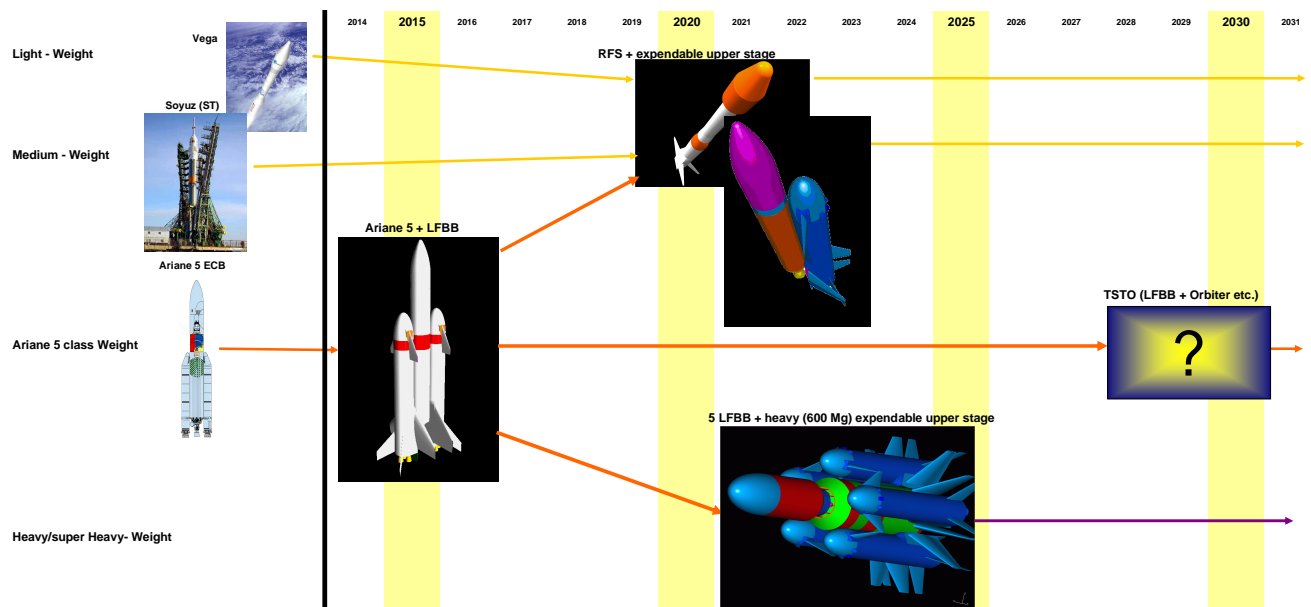 2014 2015 2016 2017 2018 2019 2020 2021 2022 2023 2024 2025 2026 2027 2028 2029 2030 2031
Vega
Light - Weight
RFS + expendable upper stage
Soyuz (ST)
Medium - Weight
Ariane 5 + LFBB
Ariane 5 ECB
TSTO (LFBB + Orbiter etc.)
Ariane 5 class Weight
?
5 LFBB + heavy (600 Mg) expendable upper stage
Heavy/super Heavy- Weight